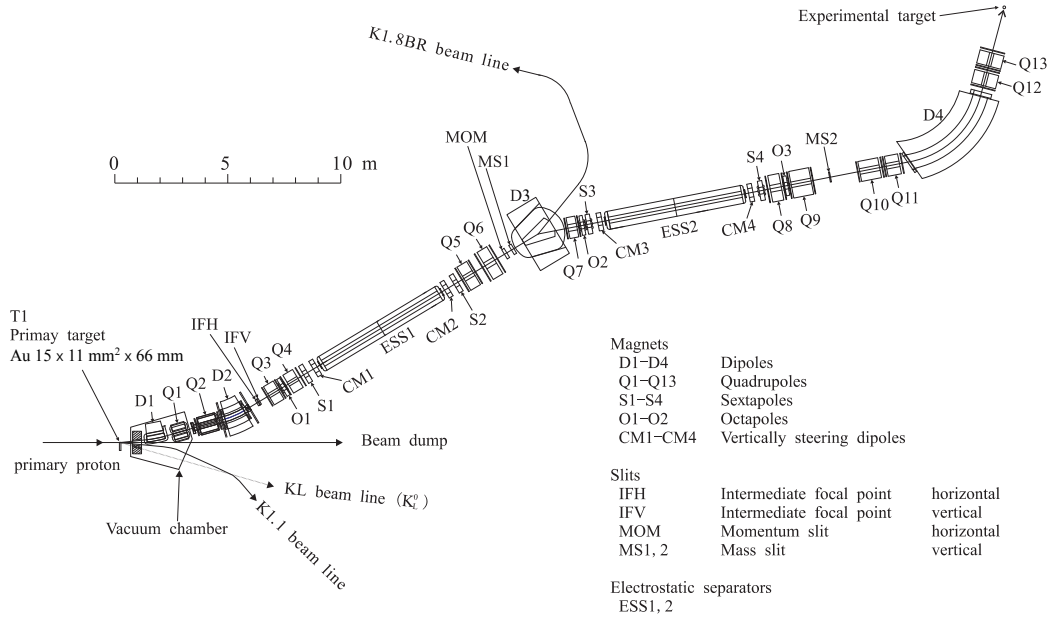 Experimental target
K1.8BR beam line
Q13
Q12
D4
0 5 10 m
MOM
MS1
D3
S3
S4
O3
MS2
Q10
Q11
Q5
Q6
Q7
O2
CM3
ESS2
CM4
Q8
Q9
T1
Primay target
Au 15 x 11 mm² x 66 mm
IFH
IFV
Q3
Q4
ESS1
CM2
S2
D1
Q1
Q2
D2
O1
S1
CM1
primary proton
Beam dump
KL beam line (K⁰L)
K1.1 beam line
Vacuum chamber
Magnets
D1−D4 Dipoles
Q1−Q13 Quadrupoles
S1−S4 Sextapoles
O1−O2 Octapoles
CM1−CM4 Vertically steering dipoles
Slits
IFH Intermediate focal point horizontal
IFV Intermediate focal point vertical
MOM Momentum slit horizontal
MS1, 2 Mass slit vertical
Electrostatic separators
ESS1, 2